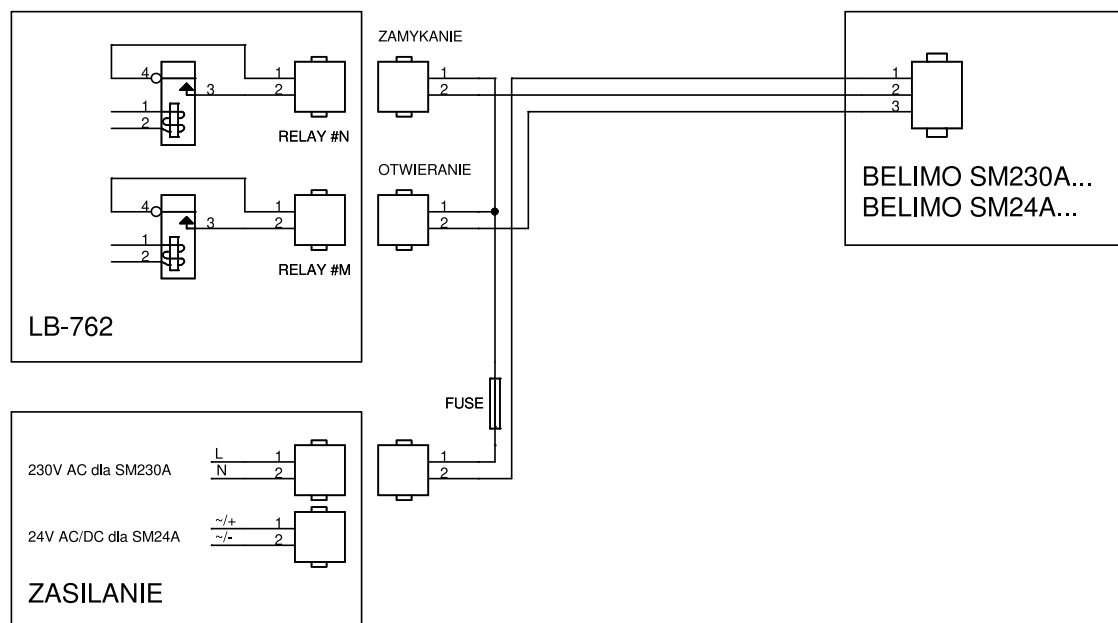 ZAMYKANIE
4
3
1
2
1
2
1
2
1
2
3
RELAY #N
BELIMO SM230A...
BELIMO SM24A...
OTWIERANIE
4
3
1
2
1
2
1
2
RELAY #M
LB-762
FUSE
230V AC dla SM230A
L
N
1
2
1
2
24V AC/DC dla SM24A
~/+
~/-
1
2
ZASILANIE